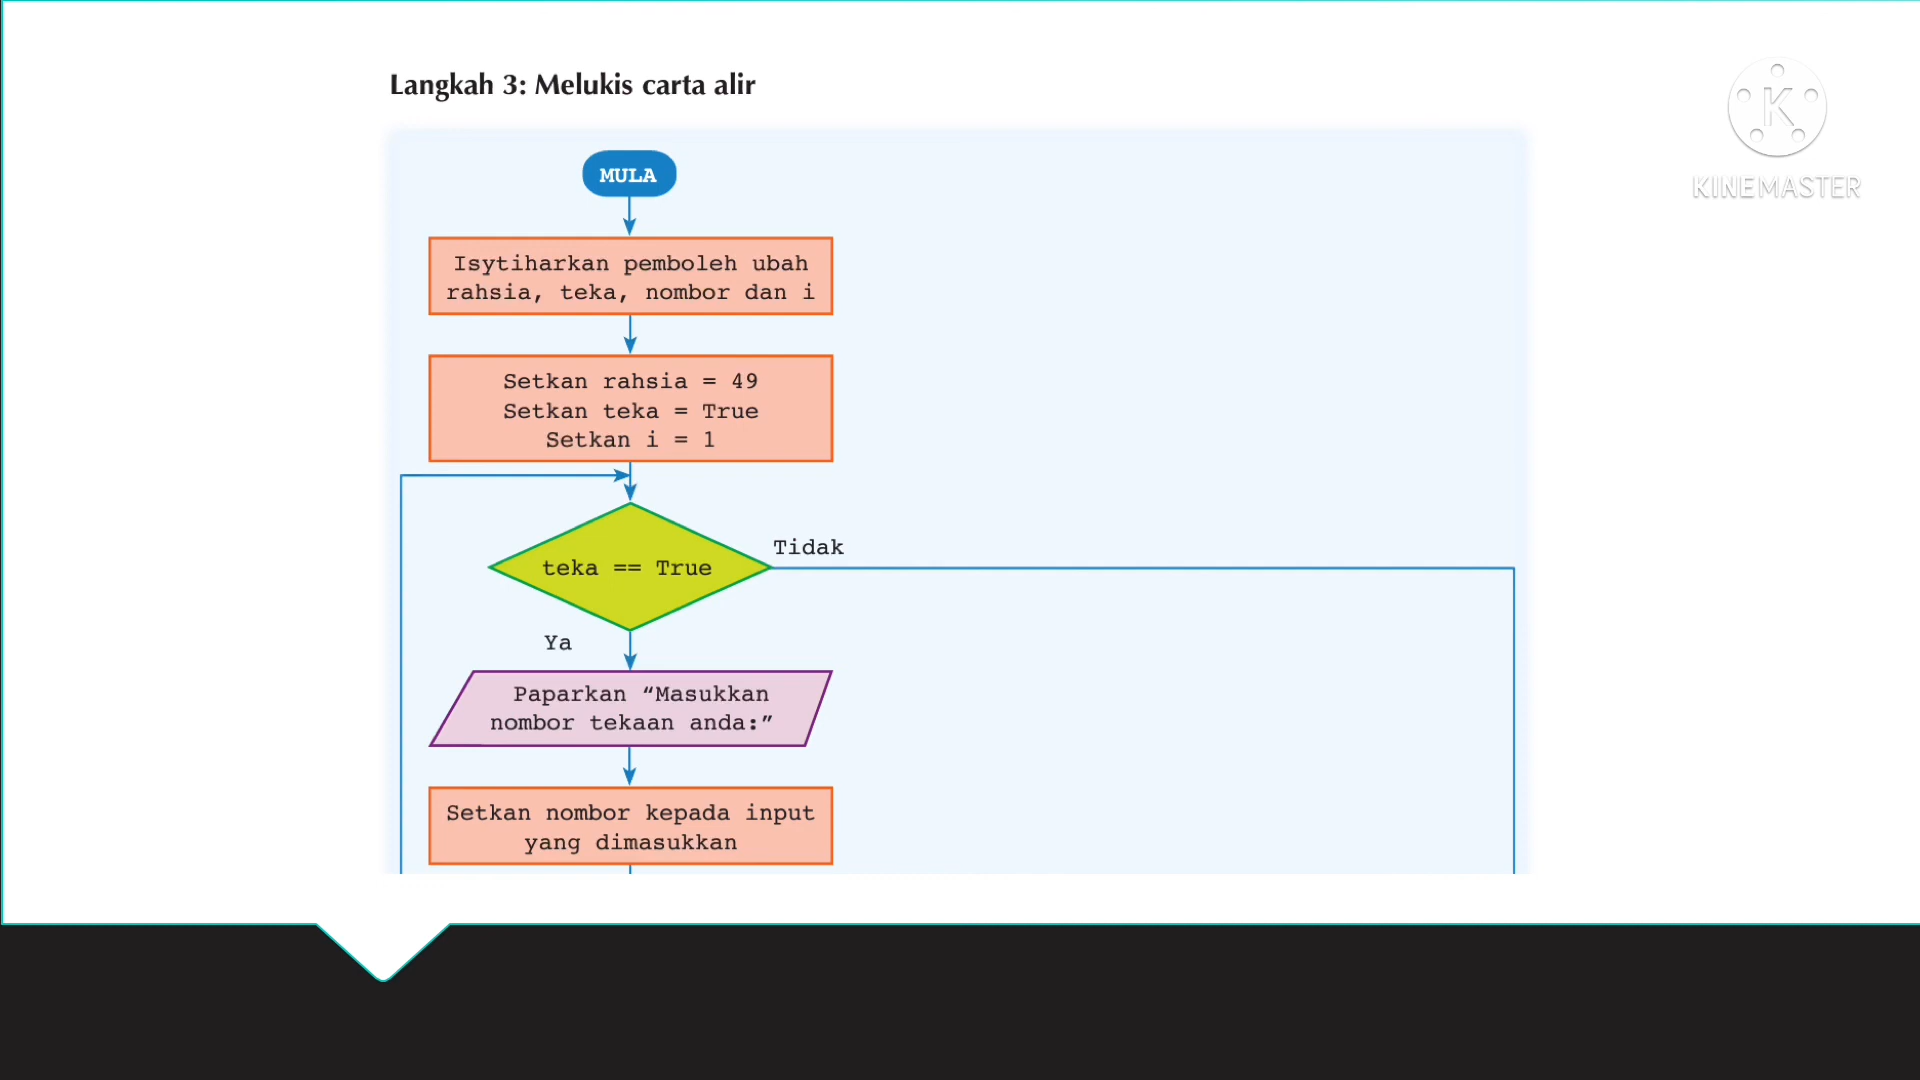 Langkah 3: Melukis carta alir
K
KINEMASTER
MULA
Isytiharkan pemboleh ubah
rahsia, teka, nombor dan i
Setkan rahsia = 49
Setkan teka = True
Setkan i = 1
teka == True
Tidak
Ya
Paparkan “Masukkan
nombor tekaan anda:”
Setkan nombor kepada input
yang dimasukkan